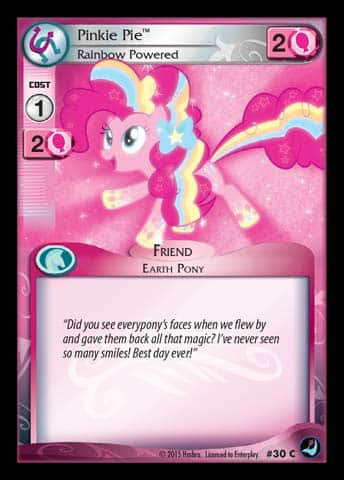 Pinkie Pie™
Rainbow Powered
2
COST
1
2
FRIEND
EARTH PONY
“Did you see everypony’s faces when we flew by
and gave them back all that magic? I’ve never seen
so many smiles! Best day ever!”
© 2015 Hasbro. Licensed to Enterplay. #30 C